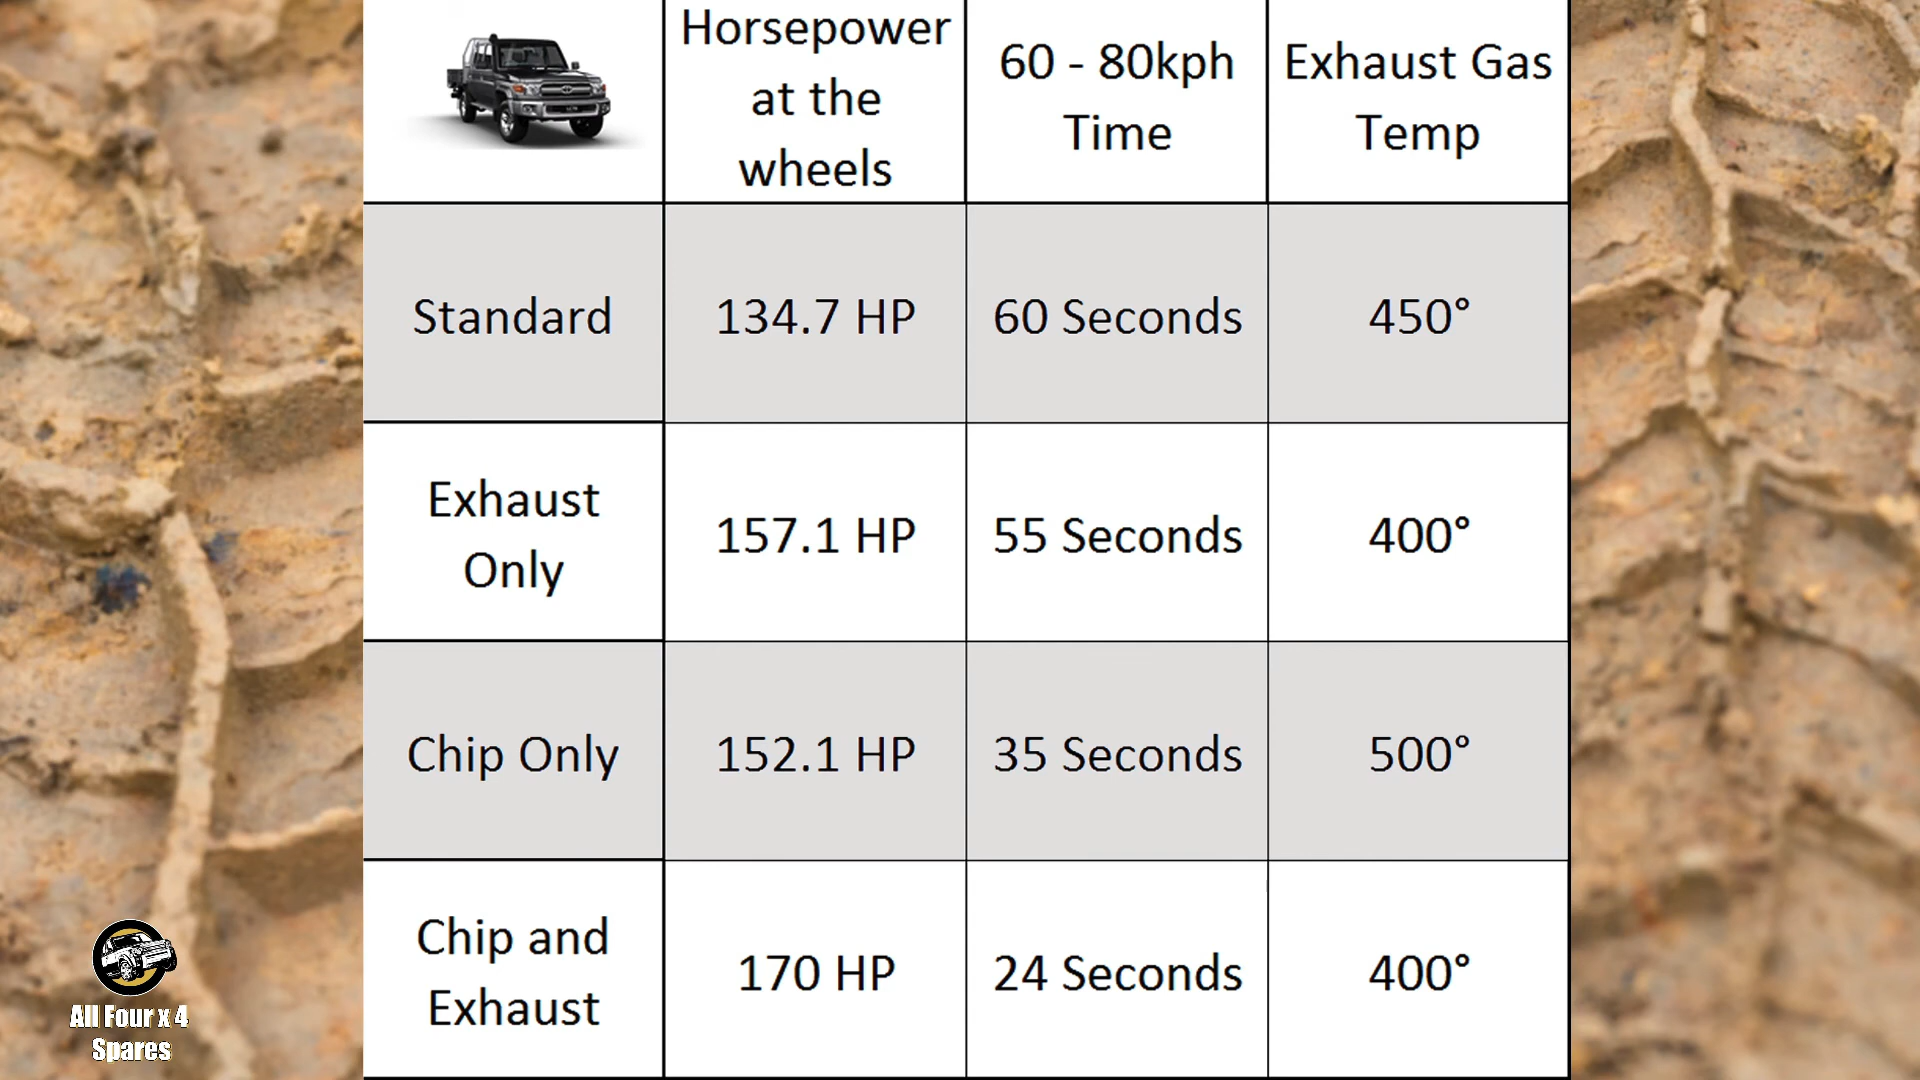 Horsepower
at the
wheels
60 - 80kph
Time
Exhaust Gas
Temp
Standard
134.7 HP
60 Seconds
450°
Exhaust
Only
157.1 HP
55 Seconds
400°
Chip Only
152.1 HP
35 Seconds
500°
Chip and
Exhaust
170 HP
24 Seconds
400°
All Four x 4
Spares